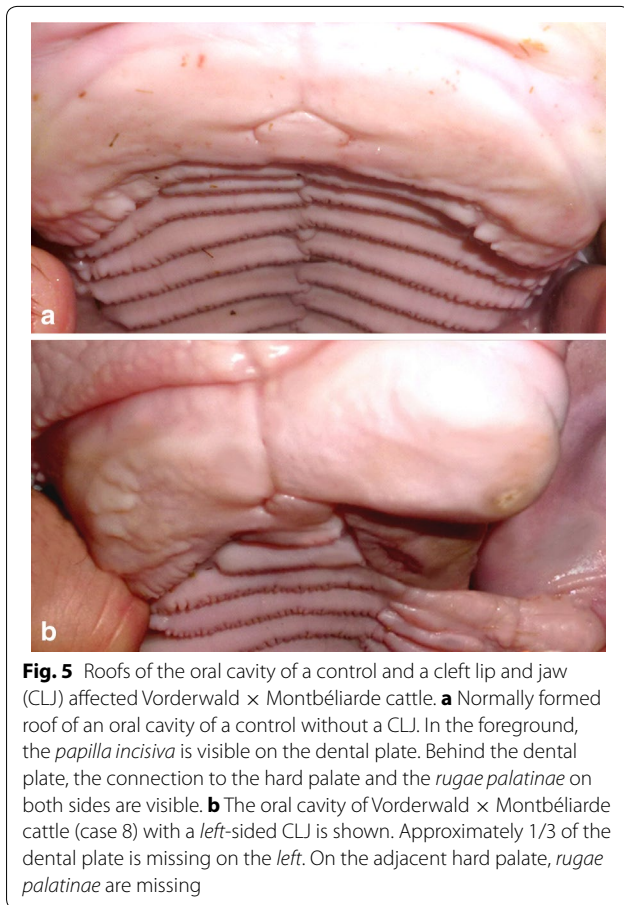 a
b
Fig. 5 Roofs of the oral cavity of a control and a cleft lip and jaw
(CLJ) affected Vorderwald × Montbéliarde cattle. a Normally formed
roof of an oral cavity of a control without a CLJ. In the foreground,
the papilla incisiva is visible on the dental plate. Behind the dental
plate, the connection to the hard palate and the rugae palatinae on
both sides are visible. b The oral cavity of Vorderwald × Montbéliarde
cattle (case 8) with a left-sided CLJ is shown. Approximately 1/3 of the
dental plate is missing on the left. On the adjacent hard palate, rugae
palatinae are missing